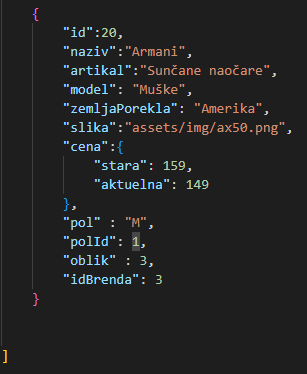 {
"id":20,
"naziv":"Armani",
"artikal":"Sunčane naočare",
"model": "Muške",
"zemljaPorekla": "Amerika",
"slika":"assets/img/ax50.png",
"cena":{
"stara": 159,
"aktuelna": 149
},
"pol" : "M",
"polId": 1,
"oblik" : 3,
"idBrenda": 3
}
]